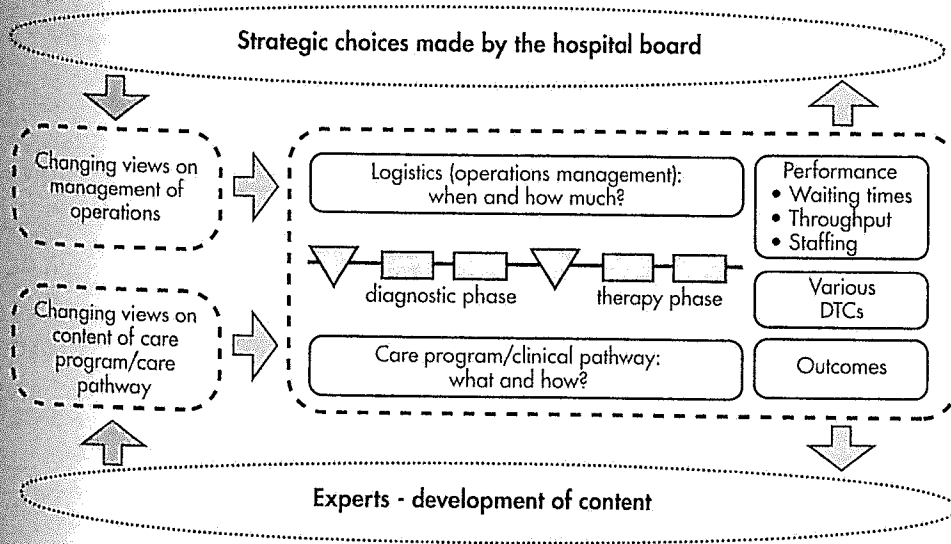 Strategic choices made by the hospital board
Changing views on
management of
operations
Logistics (operations management):
when and how much?
Performance
• Waiting times
• Throughput
• Staffing
diagnostic phase
therapy phase
Various
DTCs
Changing views on
content of care
program/care
pathway
Care program/clinical pathway:
what and how?
Outcomes
Experts - development of content